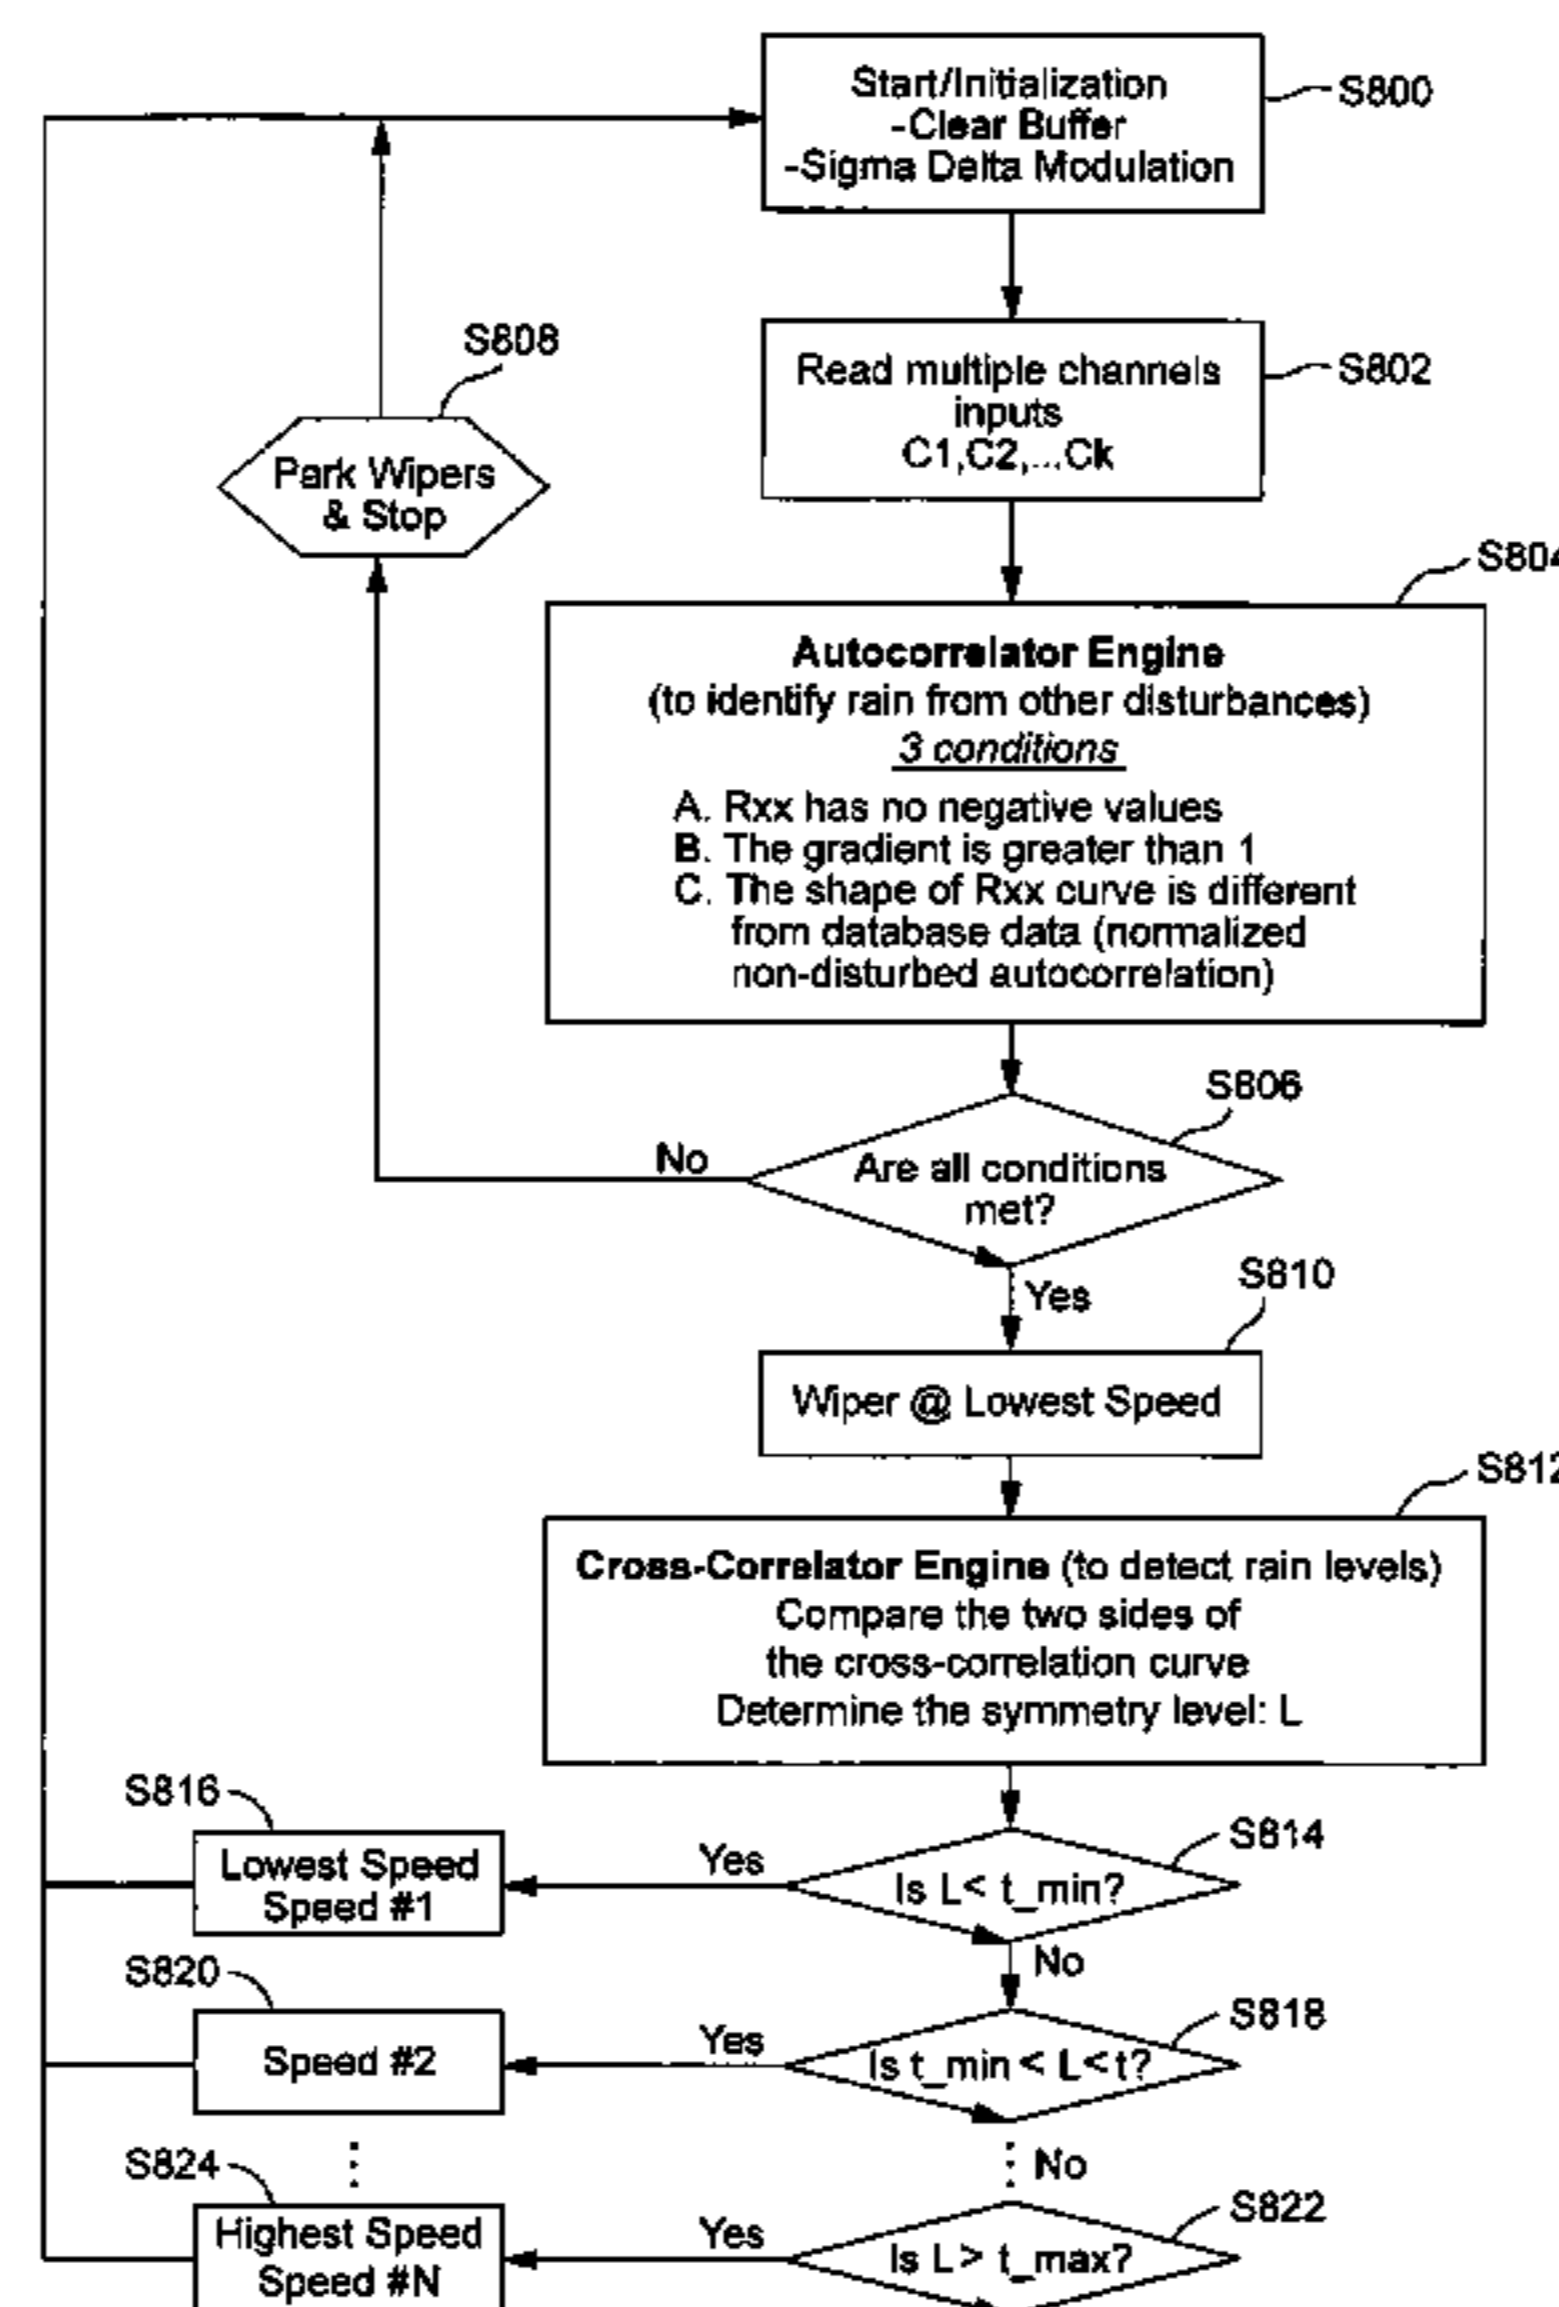 Start/Initialization
-Clear Buffer
-Sigma Delta Modulation
S800
Read multiple channels
inputs
C1,C2,...Ck
S802
S808
Park Wipers
& Stop
S804
Autocorrelator Engine
(to identify rain from other disturbances)
3 conditions
A. Rxx has no negative values
B. The gradient is greater than 1
C. The shape of Rxx curve is different
from database data (normalized
non-disturbed autocorrelation)
S806
Are all conditions
met?
No
Yes
S810
Wiper @ Lowest Speed
S812
Cross-Correlator Engine (to detect rain levels)
Compare the two sides of
the cross-correlation curve
Determine the symmetry level: L
S814
Is L< t_min?
Yes
S816
Lowest Speed
Speed #1
No
S818
Is t_min < L<t?
Yes
S820
Speed #2
No
S822
Is L> t_max?
Yes
S824
Highest Speed
Speed #N